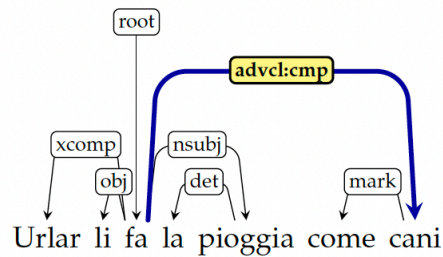 root
advcl:cmp
xcomp nsubj
obj det mark
Urlar li fa la pioggia come cani